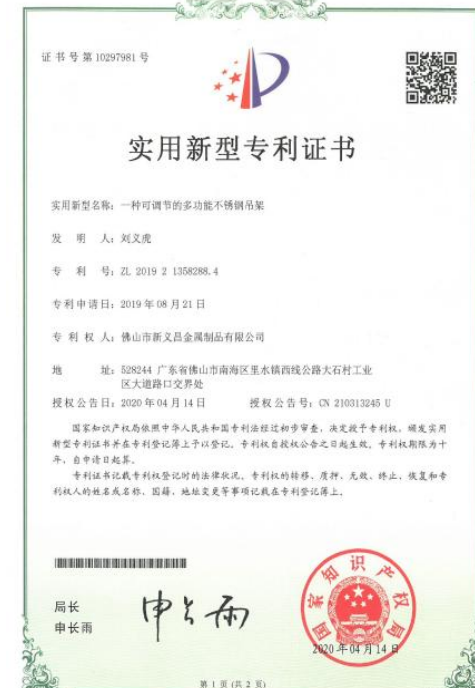 证书号第10297981号
实用新型专利证书
实用新型名称：一种可调节的多功能不锈钢吊架
发 明 人：刘义虎
专 利 号：ZL 2019 2 1358288.4
专利申请日：2019年08月21日
专 利 权 人：佛山市新义昌金属制品有限公司
地 址：528244 广东省佛山市南海区里水镇西线公路大石村工业
区大道路口交界处
授权公告日：2020年04月14日 授权公告号：CN 210313245 U
国家知识产权局依照中华人民共和国专利法经过初步审查，决定授予专利权，颁发实用
新型专利证书并在专利登记簿上予以登记。专利权自授权公告之日起生效。专利权期限为十
年，自申请日起算。
专利证书记载专利权登记时的法律状况。专利权的转移、质押、无效、终止、恢复和专
利权人的姓名或名称、国籍、地址变更等事项记载在专利登记簿上。
局长
申长雨
申长雨
国家知识产权局
2020年04月14日
第 1 页 (共 2 页)